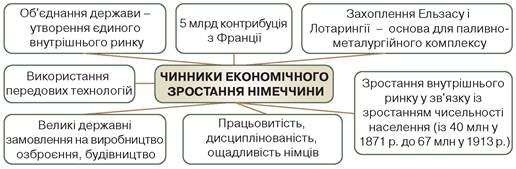 Об'єднання держави –
утворення єдиного
внутрішнього ринку
5 млрд контрибуція
з Франції
Захоплення Ельзасу і
Лотарингії – основа для паливно-
металургійного комплексу
Використання
передових технологій
ЧИННИКИ ЕКОНОМІЧНОГО
ЗРОСТАННЯ НІМЕЧЧИНИ
Зростання внутрішнього
ринку у зв'язку із
зростанням чисельності
населення (із 40 млн у
1871 р. до 67 млн у 1913 р.)
Великі державні
замовлення на виробництво
озброєння, будівництво
Працьовитість,
дисциплінованість,
ощадливість німців